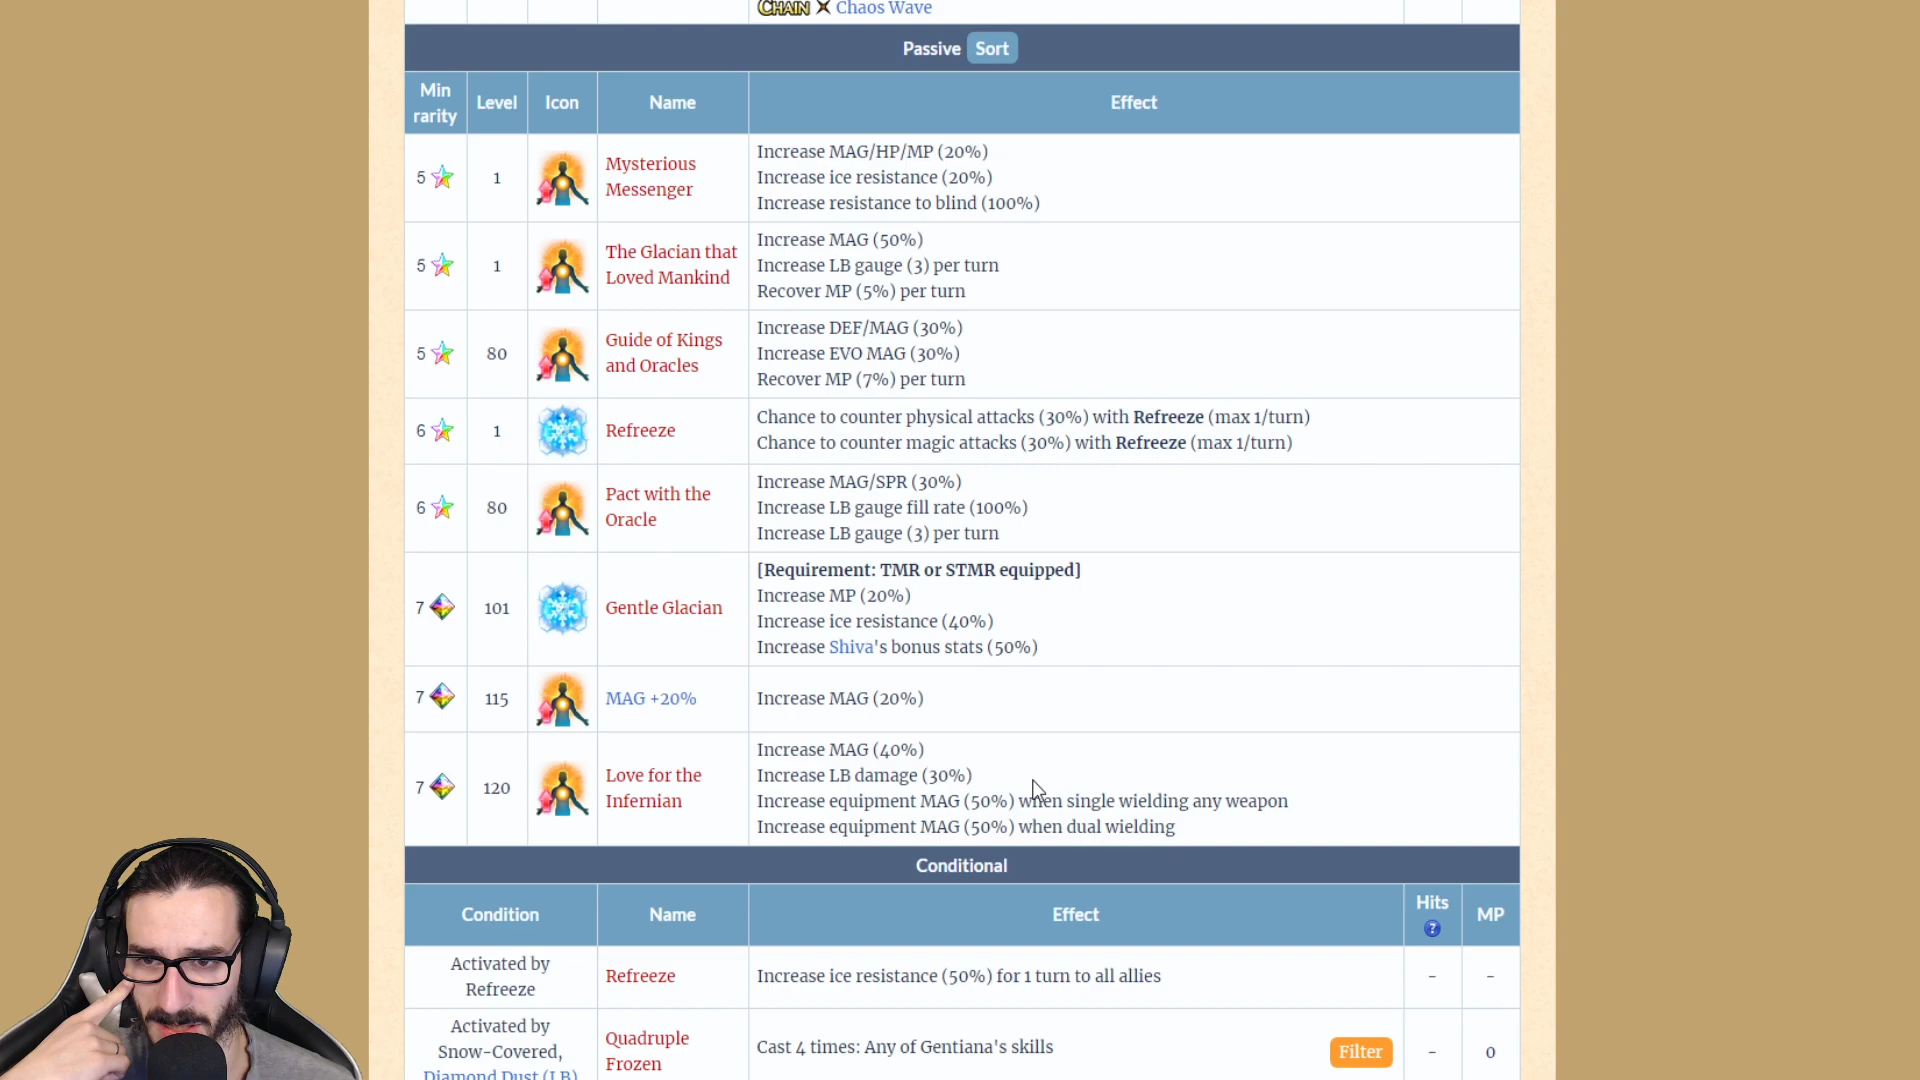 CHAIN Chaos Wave
Passive Sort
Min rarity Level Icon Name Effect
5 1 Mysterious Messenger
Increase MAG/HP/MP (20%)
Increase ice resistance (20%)
Increase resistance to blind (100%)
5 1 The Glacian that Loved Mankind
Increase MAG (50%)
Increase LB gauge (3) per turn
Recover MP (5%) per turn
5 80 Guide of Kings and Oracles
Increase DEF/MAG (30%)
Increase EVO MAG (30%)
Recover MP (7%) per turn
6 1 Refreeze
Chance to counter physical attacks (30%) with Refreeze (max 1/turn)
Chance to counter magic attacks (30%) with Refreeze (max 1/turn)
6 80 Pact with the Oracle
Increase MAG/SPR (30%)
Increase LB gauge fill rate (100%)
Increase LB gauge (3) per turn
7 101 Gentle Glacian
[Requirement: TMR or STMR equipped]
Increase MP (20%)
Increase ice resistance (40%)
Increase Shiva's bonus stats (50%)
7 115 MAG +20% Increase MAG (20%)
7 120 Love for the Infernian
Increase MAG (40%)
Increase LB damage (30%)
Increase equipment MAG (50%) when single wielding any weapon
Increase equipment MAG (50%) when dual wielding
Conditional
Condition Name Effect Hits ? MP
Activated by Refreeze
Refreeze Increase ice resistance (50%) for 1 turn to all allies - -
Activated by Snow-Covered, Diamond Dust (LB)
Quadruple Frozen
Cast 4 times: Any of Gentiana's skills Filter - 0